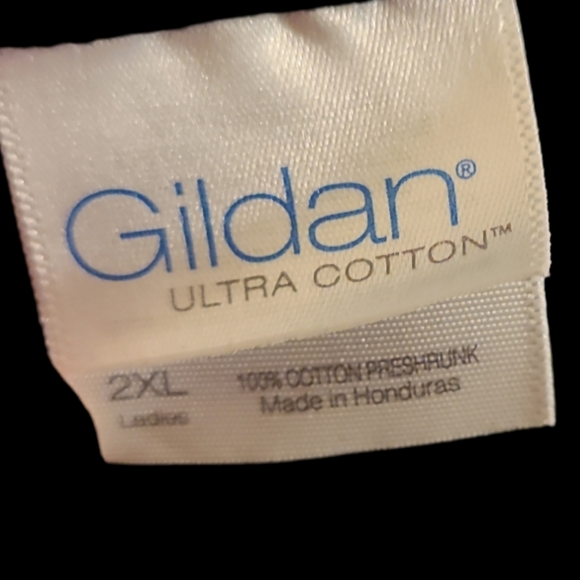 Gildan®
ULTRA COTTON™
2XL
Ladies
100% COTTON PRESHRUNK
Made in Honduras